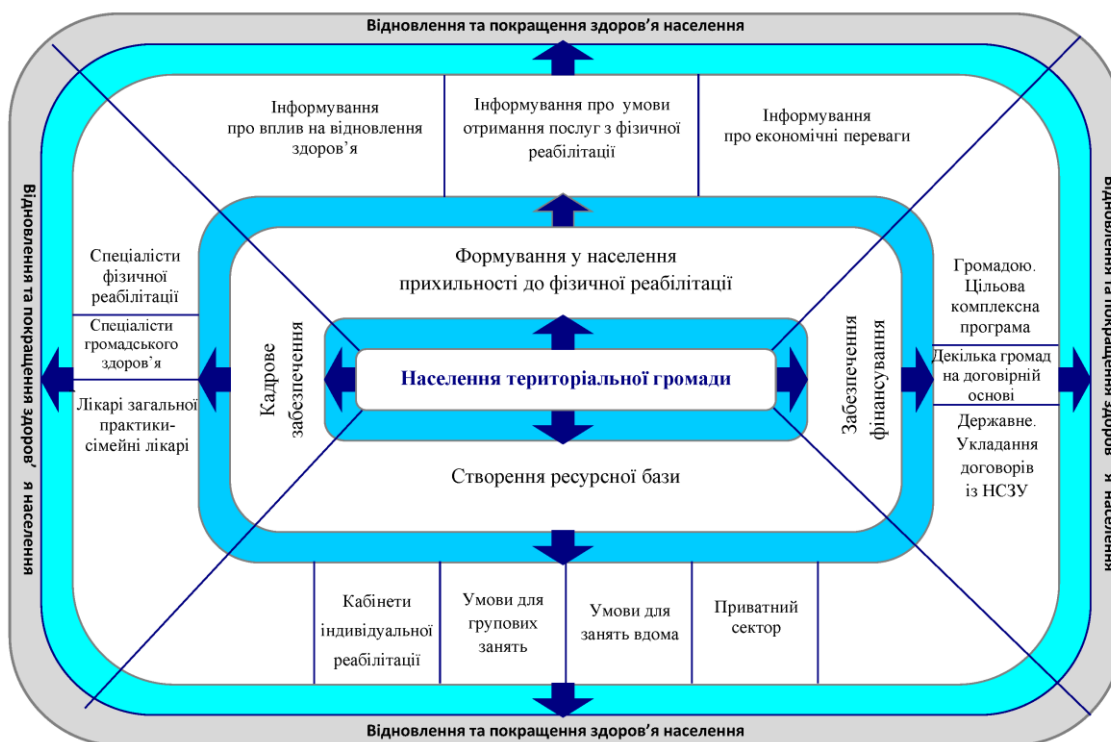 Відновлення та покращення здоров'я населення
Інформування
про вплив на відновлення
здоров'я
Інформування про умови
отримання послуг з фізичної
реабілітації
Інформування
про економічні переваги
Відновлення та покращення здоров' я населення
Спеціалісти
фізичної
реабілітації
Спеціалісти
громадського
здоров'я
Лікарі загальної
практики-
сімейні лікарі
Формування у населення
прихильності до фізичної реабілітації
Кадрове
забезпечення
Населення територіальної громади
Забезпечення
фінансування
Створення ресурсної бази
Громадою.
Цільова
комплексна
програма
Декілька громад
на договірній
основі
Державне.
Укладання
договорів
із НСЗУ
Відновлення та покращення здоров' я населення
Кабінети
індивідуальної
реабілітації
Умови для
групових
занять
Умови для
занять вдома
Приватний
сектор
Відновлення та покращення здоров'я населення